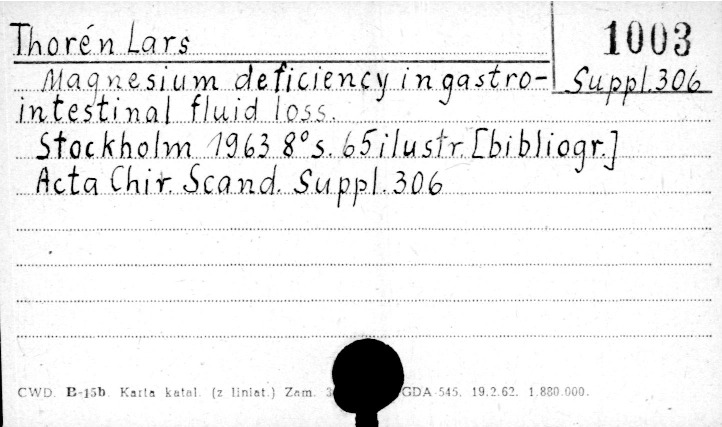 Thorén Lars
1003
Suppl. 306
Magnesium deficiency in gastro-
intestinal fluid loss.
Stockholm 1963 8° s. 65 ilustr. [bibliogr.]
Acta Chir. Scand. Suppl. 306
CWD. B-15b. Karta katal. (z liniat.) Zam. GDA-545. 19.2.62. 1.880.000.